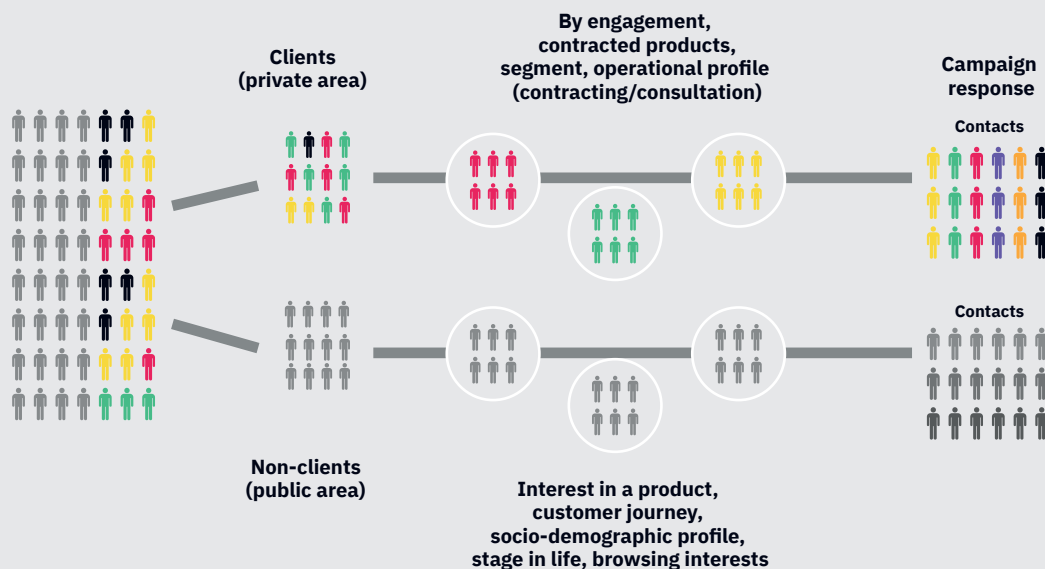 Clients
(private area)
By engagement,
contracted products,
segment, operational profile
(contracting/consultation)
Campaign
response
Contacts
Contacts
Non-clients
(public area)
Interest in a product,
customer journey,
socio-demographic profile,
stage in life, browsing interests